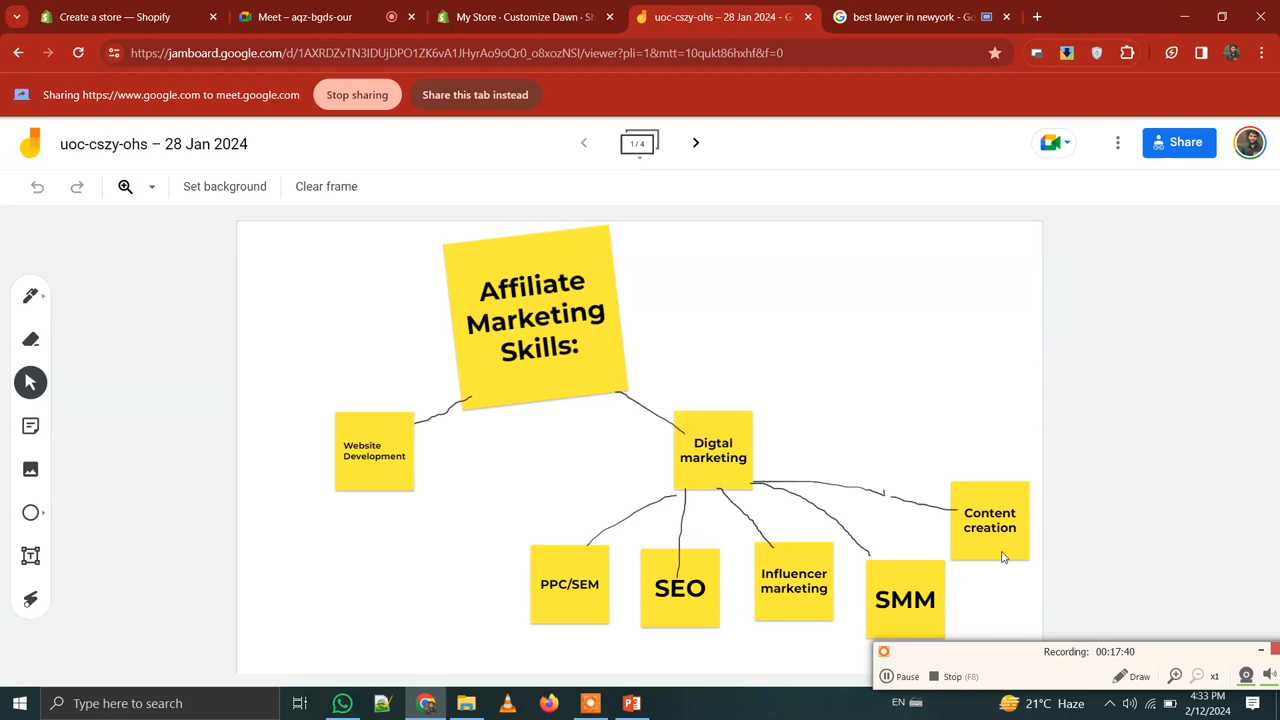 Create a store — Shopify
Meet – aqz-bgds-our
My Store · Customize Dawn · S
uoc-cszy-ohs – 28 Jan 2024 - G
best lawyer in newyork - Go
https://jamboard.google.com/d/1AXRDZvTN3IDUjDPO1ZK6vA1JHyrAo9oQr0_o8xozNSI/viewer?pli=1&mtt=10qukt86hxhf&f=0
Sharing https://www.google.com to meet.google.com
Stop sharing
Share this tab instead
uoc-cszy-ohs – 28 Jan 2024
1 / 4
Share
Set background
Clear frame
Affiliate
Marketing
Skills:
Website
Development
Digtal
marketing
Content
creation
PPC/SEM
SEO
Influencer
marketing
SMM
Recording: 00:17:40
Pause
Stop (F8)
Draw
x1
Type here to search
21°C Haze
EN
4:33 PM
2/12/2024